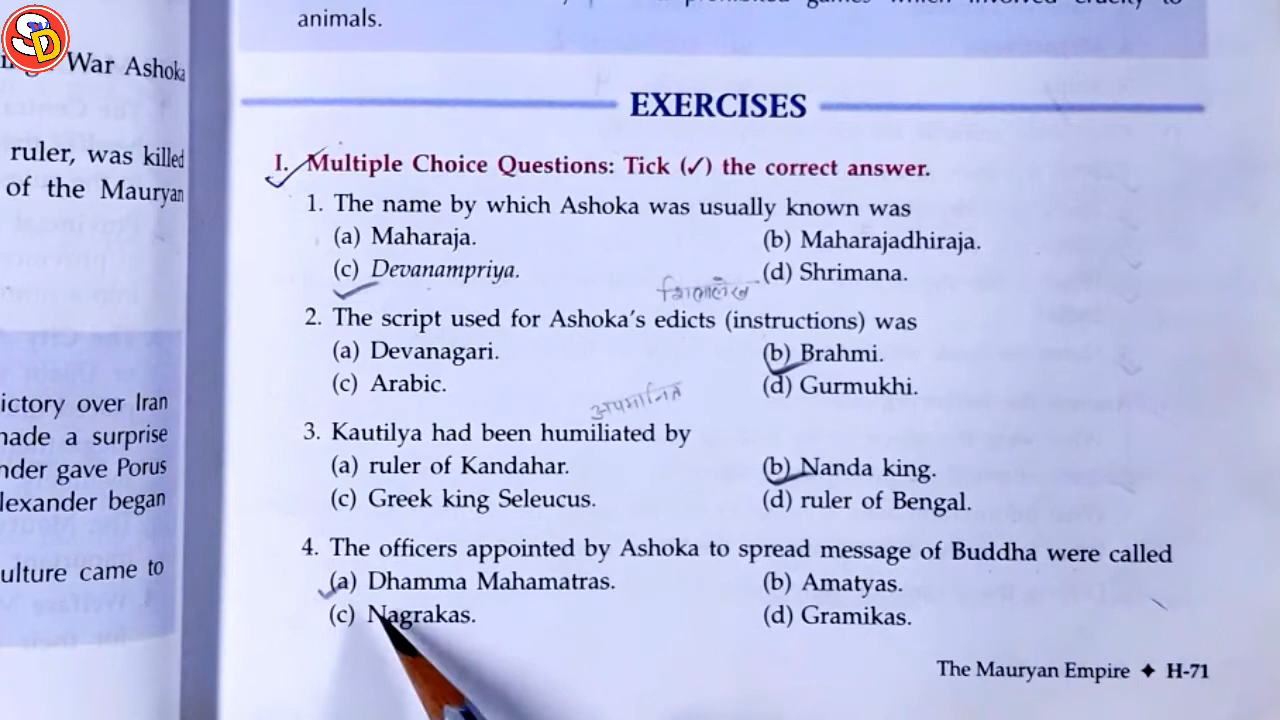 SD
animals.
War Ashoka
ruler, was killed
of the Mauryan
ictory over Iran
made a surprise
nder gave Porus
lexander began
ulture came to
EXERCISES
I. Multiple Choice Questions: Tick (✓) the correct answer.
1. The name by which Ashoka was usually known was
(a) Maharaja. (b) Maharajadhiraja.
(c) Devanampriya. (d) Shrimana.
शिलालेख
2. The script used for Ashoka's edicts (instructions) was
(a) Devanagari. (b) Brahmi.
(c) Arabic. (d) Gurmukhi.
अपमानित
3. Kautilya had been humiliated by
(a) ruler of Kandahar. (b) Nanda king.
(c) Greek king Seleucus. (d) ruler of Bengal.
4. The officers appointed by Ashoka to spread message of Buddha were called
(a) Dhamma Mahamatras. (b) Amatyas.
(c) Nagrakas. (d) Gramikas.
The Mauryan Empire ✦ H-71